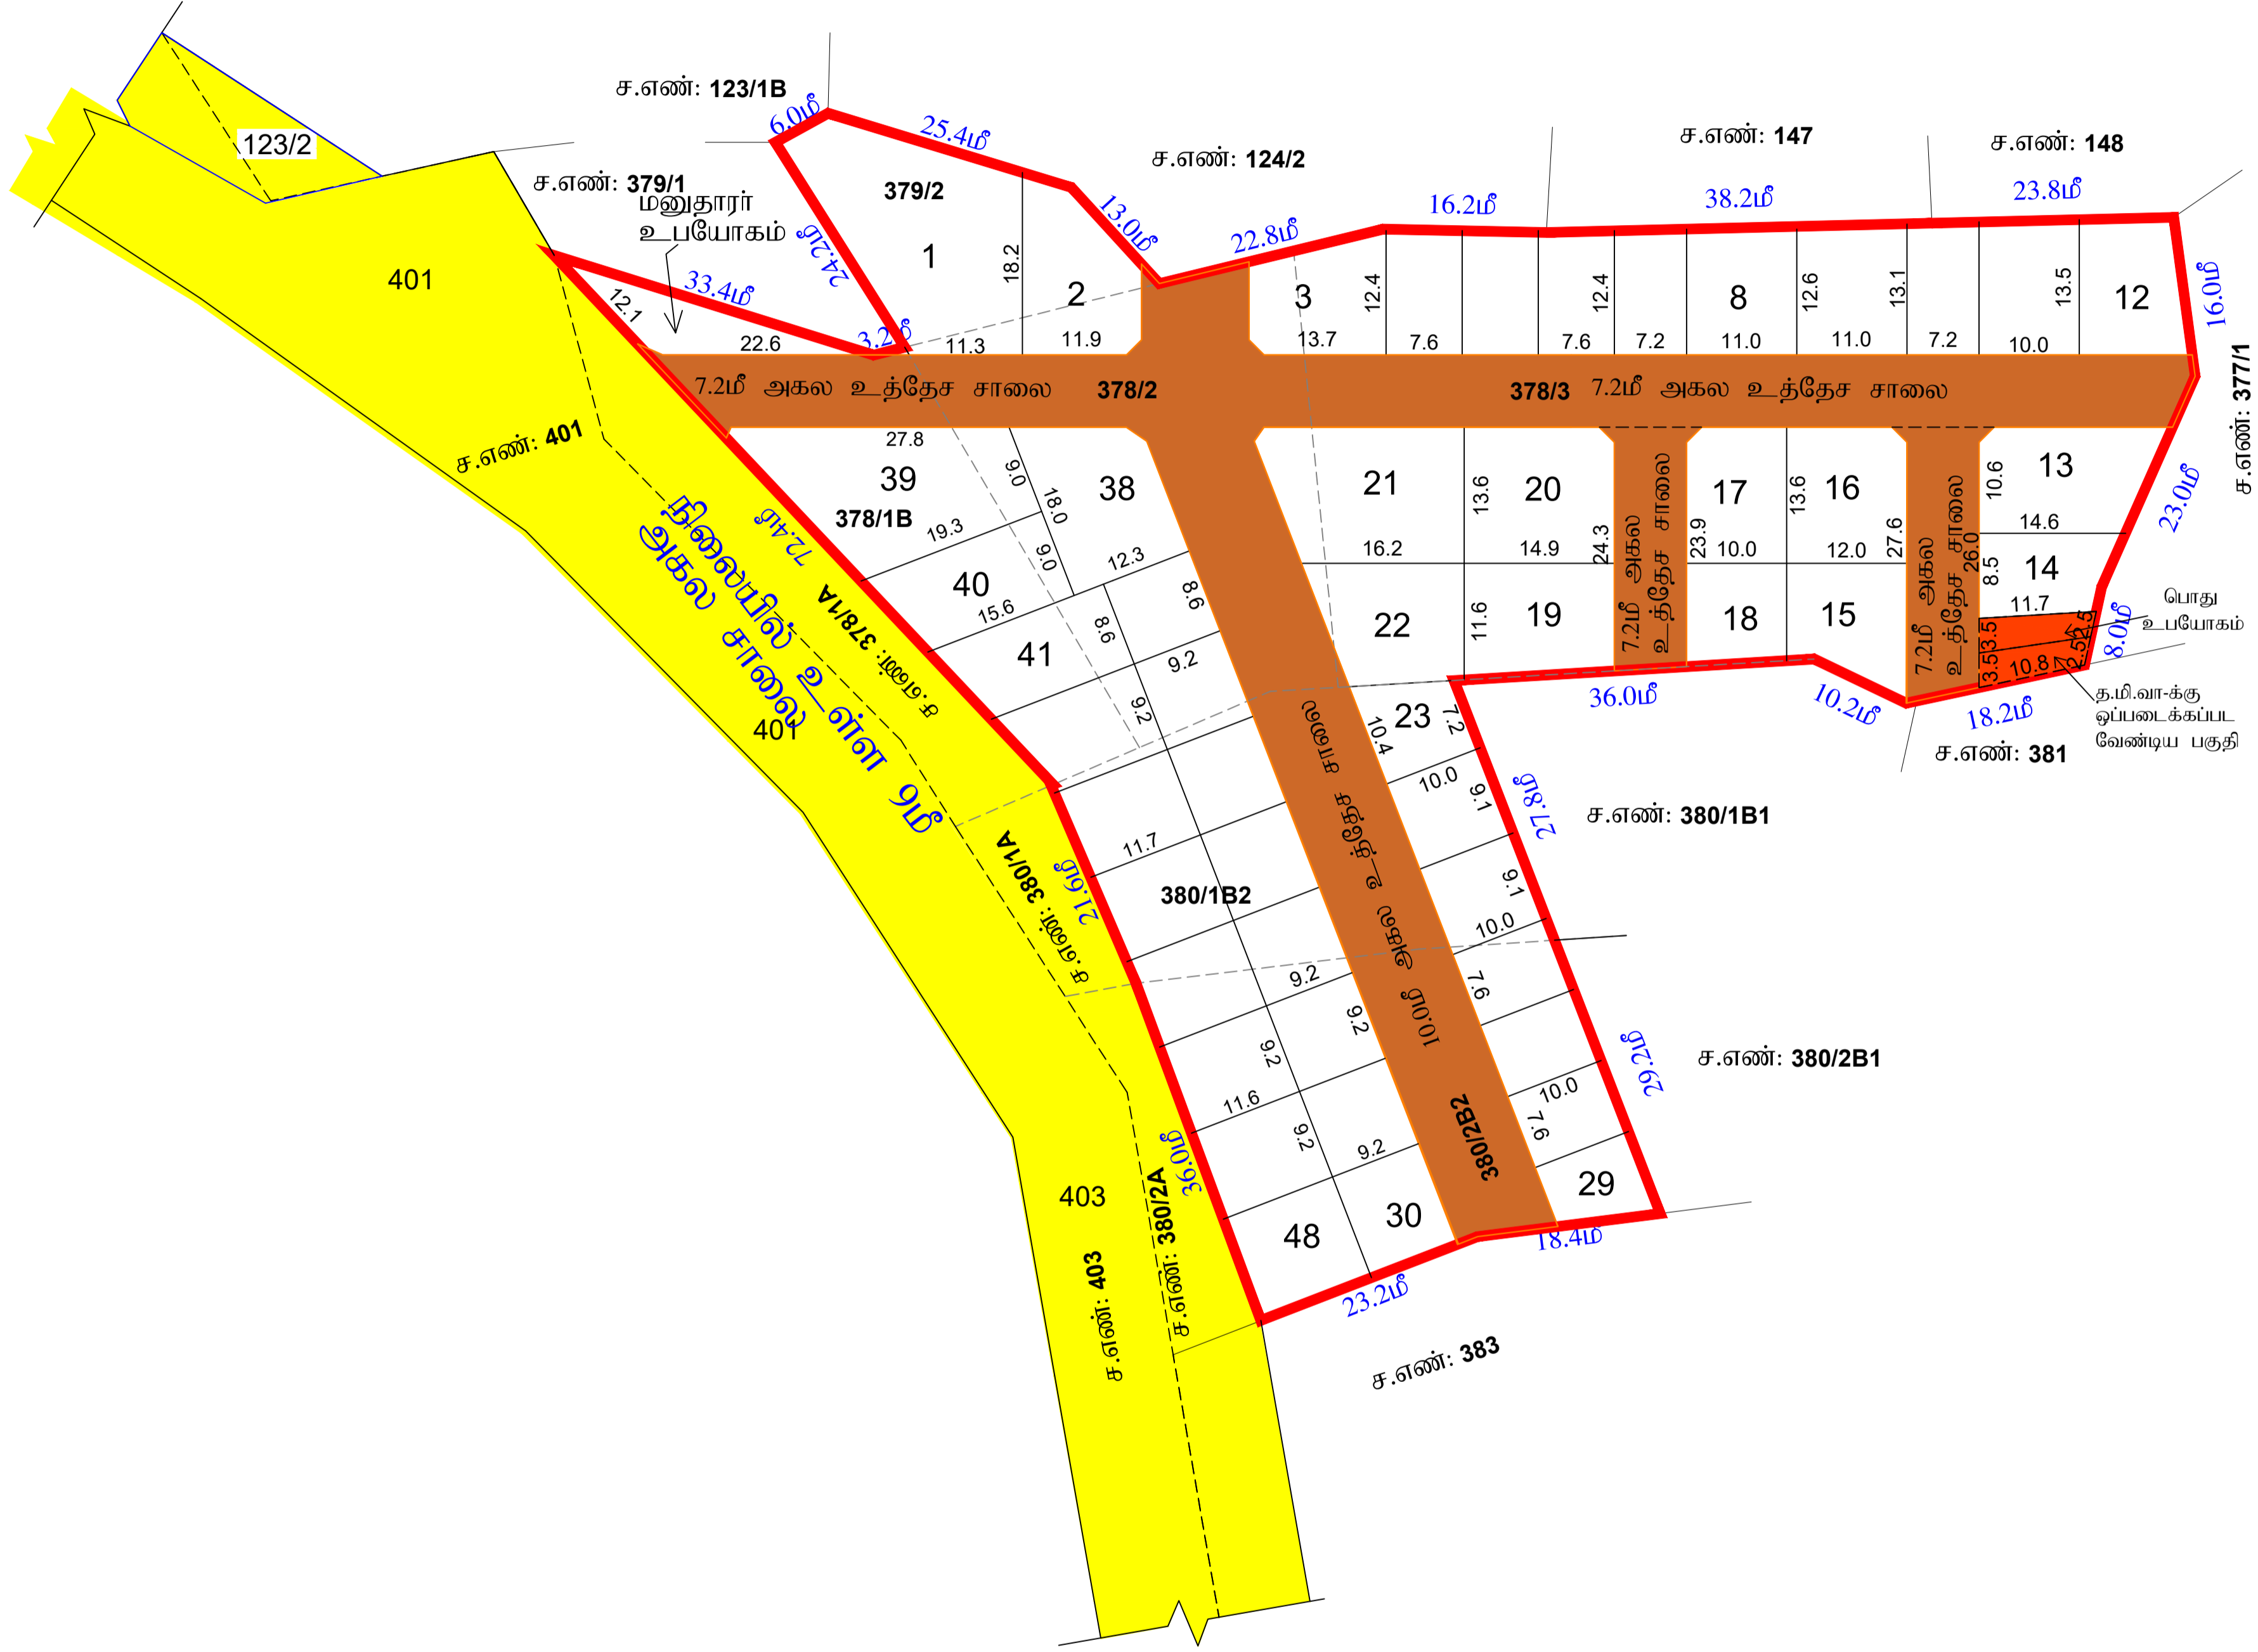 ச.எண்: 123/1B
6.0மீ
25.4மீ
ச.எண்: 147
ச.எண்: 148
123/2
ச.எண்: 124/2
ச.எண்: 379/1
மனுதாரர்
உபயோகம்
379/2
13.0மீ
16.2மீ
38.2மீ
23.8மீ
401
33.4மீ
24.2மீ
1
18.2
2
22.8மீ
3
12.4
12.4
8
12.6
13.1
13.5
12
16.0மீ
12.1
22.6
3.2மீ
11.3
11.9
13.7
7.6
7.6
7.2
11.0
11.0
7.2
10.0
7.2மீ அகல உத்தேச சாலை
378/2
378/3
7.2மீ அகல உத்தேச சாலை
ச.எண்: 377/1
ச.எண்: 401
27.8
39
9.0
18.0
38
21
13.6
20
17
13.6
16
10.6
13
23.0மீ
378/1B
72.4மீ
19.3
9.0
12.3
16.2
14.9
24.3
7.2மீ அகல
உத்தேச சாலை
23.9
10.0
12.0
27.6
7.2மீ அகல
உத்தேச சாலை
26.0
14.6
8.5
14
40
15.6
8.6
8.6
22
11.6
19
18
15
11.7
பொது
உபயோகம்
3.5
2.5
3.5
10.8
2.5
8.0மீ
நிலையில் உள்ள 9மீ
அகல சாலை
401
ச.எண்: 378/1A
41
9.2
9.2
23
7.2
10.4
36.0மீ
10.2மீ
18.2மீ
த.மி.வா-க்கு
ஒப்படைக்கப்பட
வேண்டிய பகுதி
ச.எண்: 381
10.0
9.1
27.8மீ
ச.எண்: 380/1B1
ச.எண்: 380/1A
21.6மீ
11.7
380/1B2
10.0மீ அகல உத்தேச சாலை
9.1
10.0
9.2
9.2
9.2
9.7
ச.எண்: 380/2B1
29.2மீ
11.6
9.2
9.2
10.0
9.7
380/2B2
403
36.0மீ
ச.எண்: 403
ச.எண்: 380/2A
48
30
29
18.4மீ
23.2மீ
ச.எண்: 383